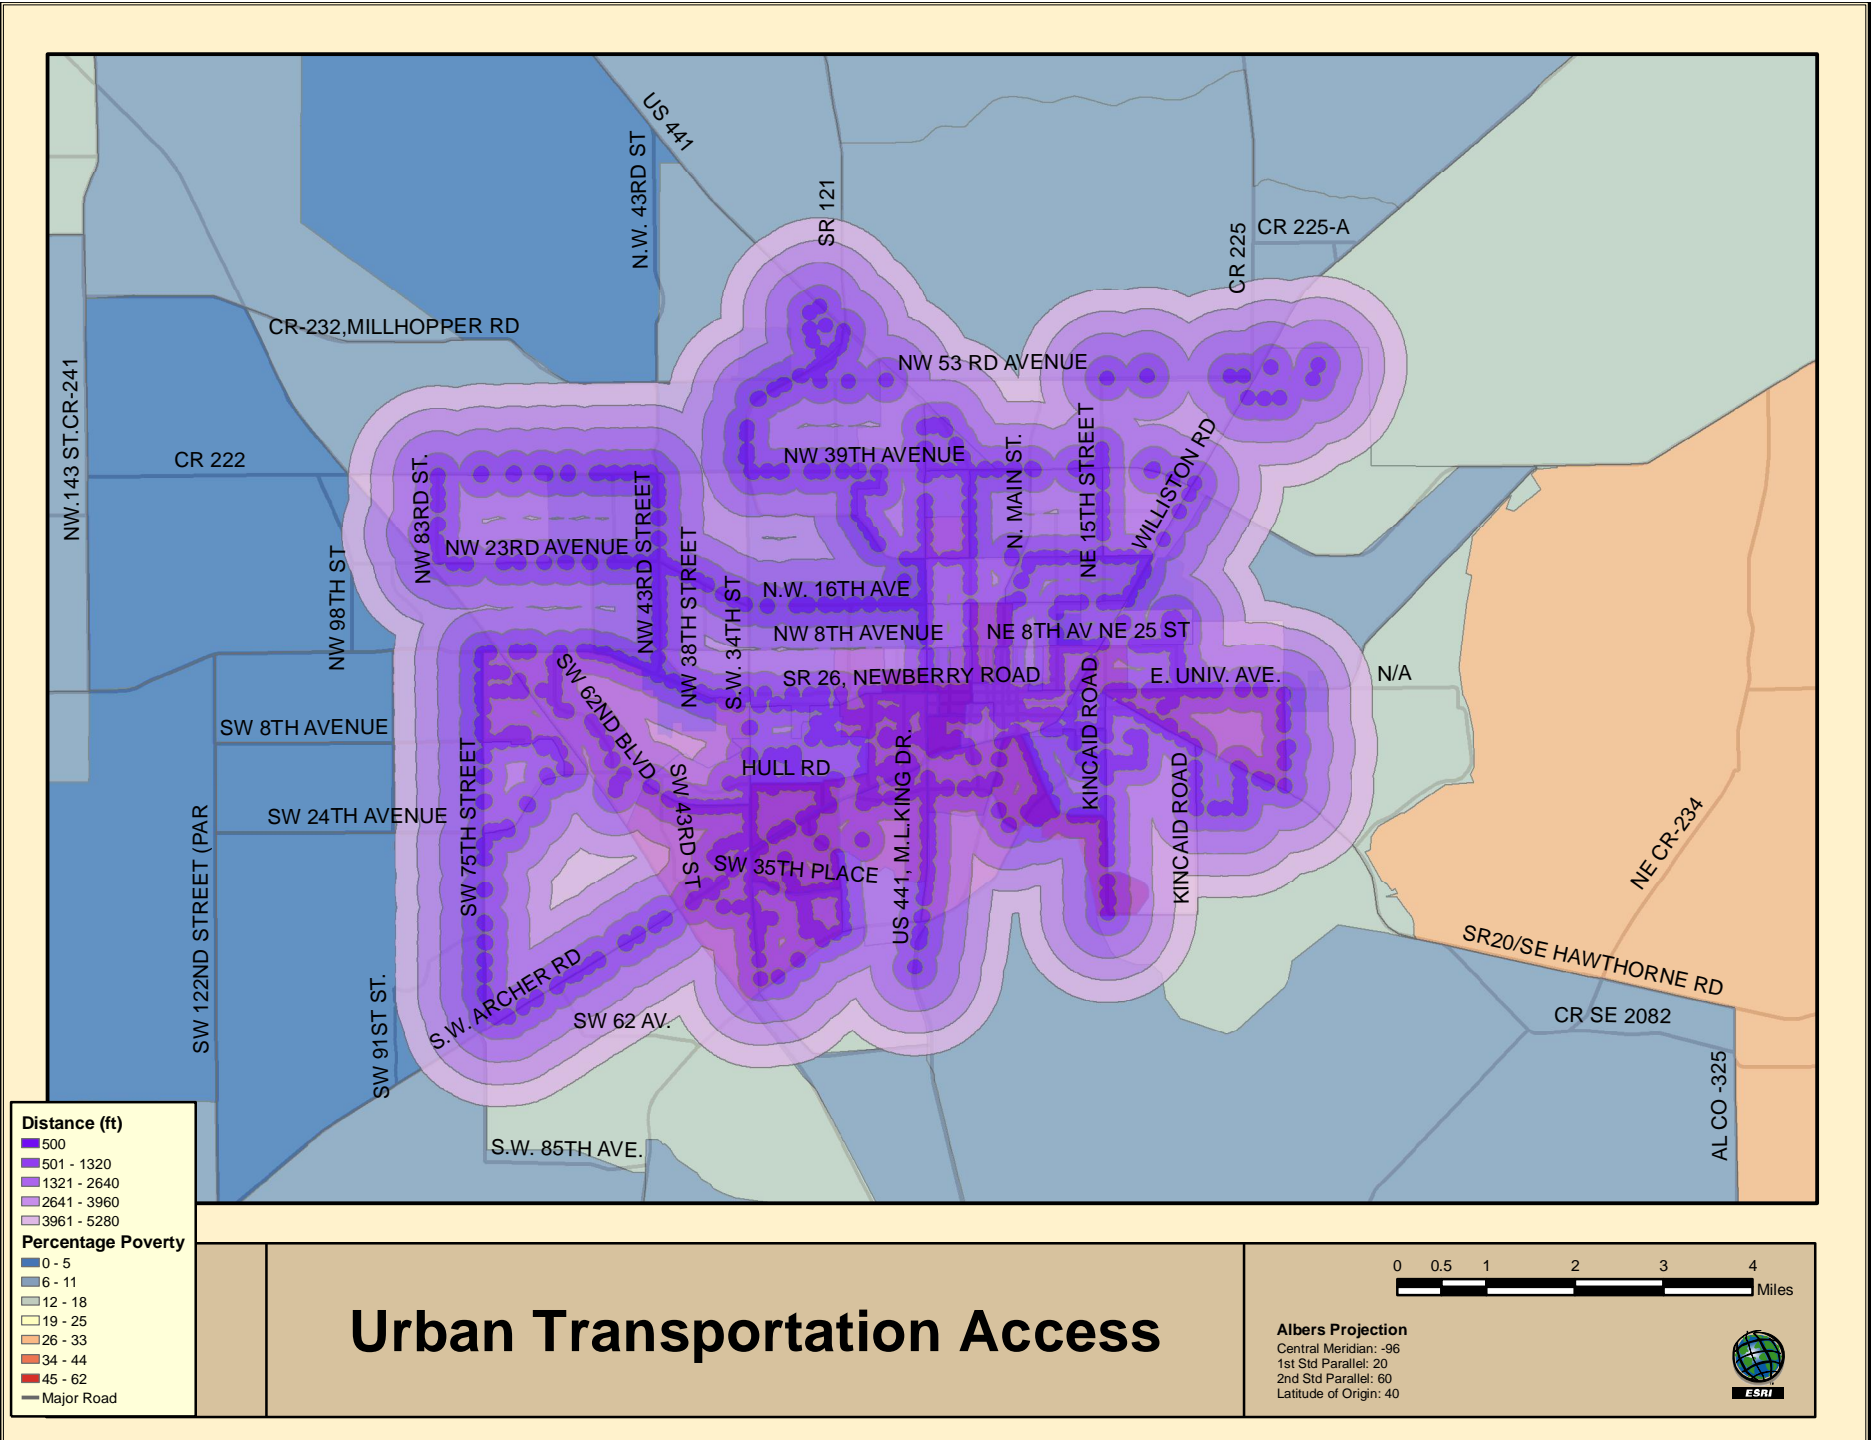 US 441
N.W. 43RD ST
SR 121
CR 225
CR 225-A
CR-232,MILLHOPPER RD
NW 53 RD AVENUE
NW.143 ST.CR-241
CR 222
NW 83RD ST.
NW 39TH AVENUE
N. MAIN ST.
NE 15TH STREET
WILLISTON RD
NW 23RD AVENUE
NW 43RD STREET
NW 38TH STREET
NW 98TH ST
S.W. 34TH ST
N.W. 16TH AVE
NW 8TH AVENUE
NE 8TH AV
NE 25 ST
SR 26, NEWBERRY ROAD
E. UNIV. AVE.
N/A
SW 62ND BLVD
SW 8TH AVENUE
SW 75TH STREET
HULL RD
KINCAID ROAD
KINCAID ROAD
SW 24TH AVENUE
SW 43RD ST
SW 35TH PLACE
US 441, M.L.KING DR.
NE CR-234
SW 122ND STREET (PAR
SW 91ST ST.
S.W. ARCHER RD
SW 62 AV.
SR20/SE HAWTHORNE RD
CR SE 2082
AL CO -325
S.W. 85TH AVE.
Distance (ft)
500
501 - 1320
1321 - 2640
2641 - 3960
3961 - 5280
Percentage Poverty
0 - 5
6 - 11
12 - 18
19 - 25
26 - 33
34 - 44
45 - 62
Major Road
Urban Transportation Access
0 0.5 1 2 3 4
Miles
Albers Projection
Central Meridian: -96
1st Std Parallel: 20
2nd Std Parallel: 60
Latitude of Origin: 40
ESRI